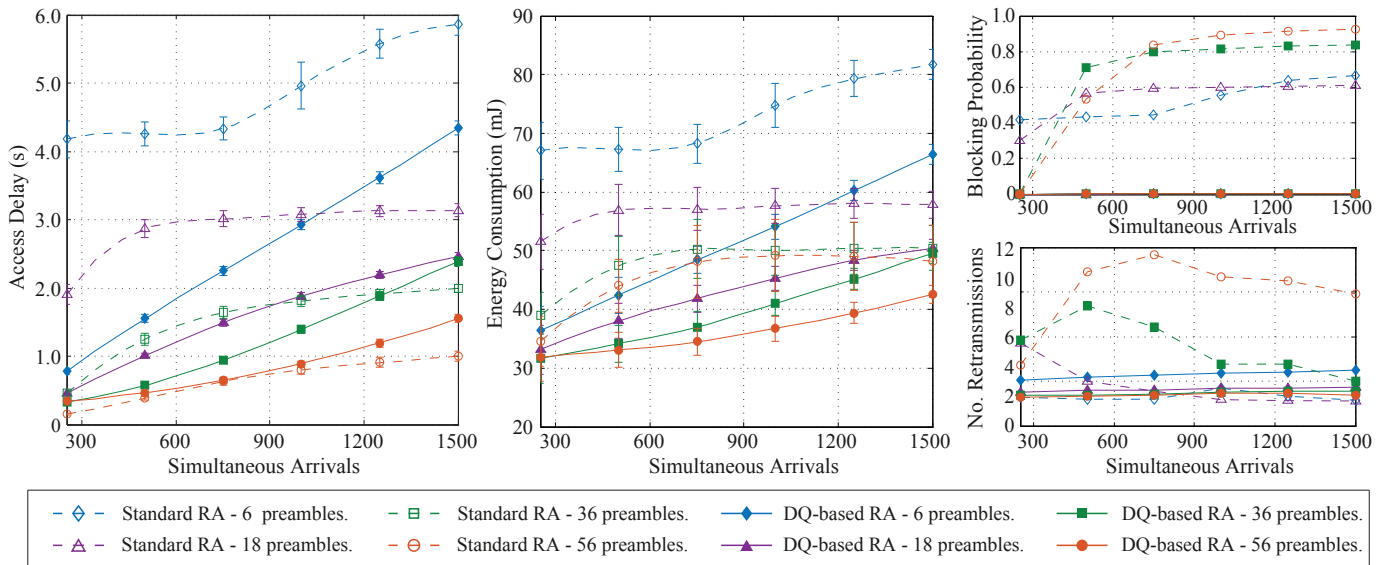 6.0
5.0
4.0
3.0
2.0
1.0
0
300 600 900 1200 1500
Access Delay (s)
Simultaneous Arrivals
90
80
70
60
50
40
30
20
300 600 900 1200 1500
Energy Consumption (mJ)
Simultaneous Arrivals
1.0
0.8
0.6
0.4
0.2
0
300 600 900 1200 1500
Blocking Probability
Simultaneous Arrivals
12
10
8
6
4
2
0
300 600 900 1200 1500
No. Retransmissions
Simultaneous Arrivals
Standard RA - 6 preambles.
Standard RA - 36 preambles.
DQ-based RA - 6 preambles.
DQ-based RA - 36 preambles.
Standard RA - 18 preambles.
Standard RA - 56 preambles.
DQ-based RA - 18 preambles.
DQ-based RA - 56 preambles.